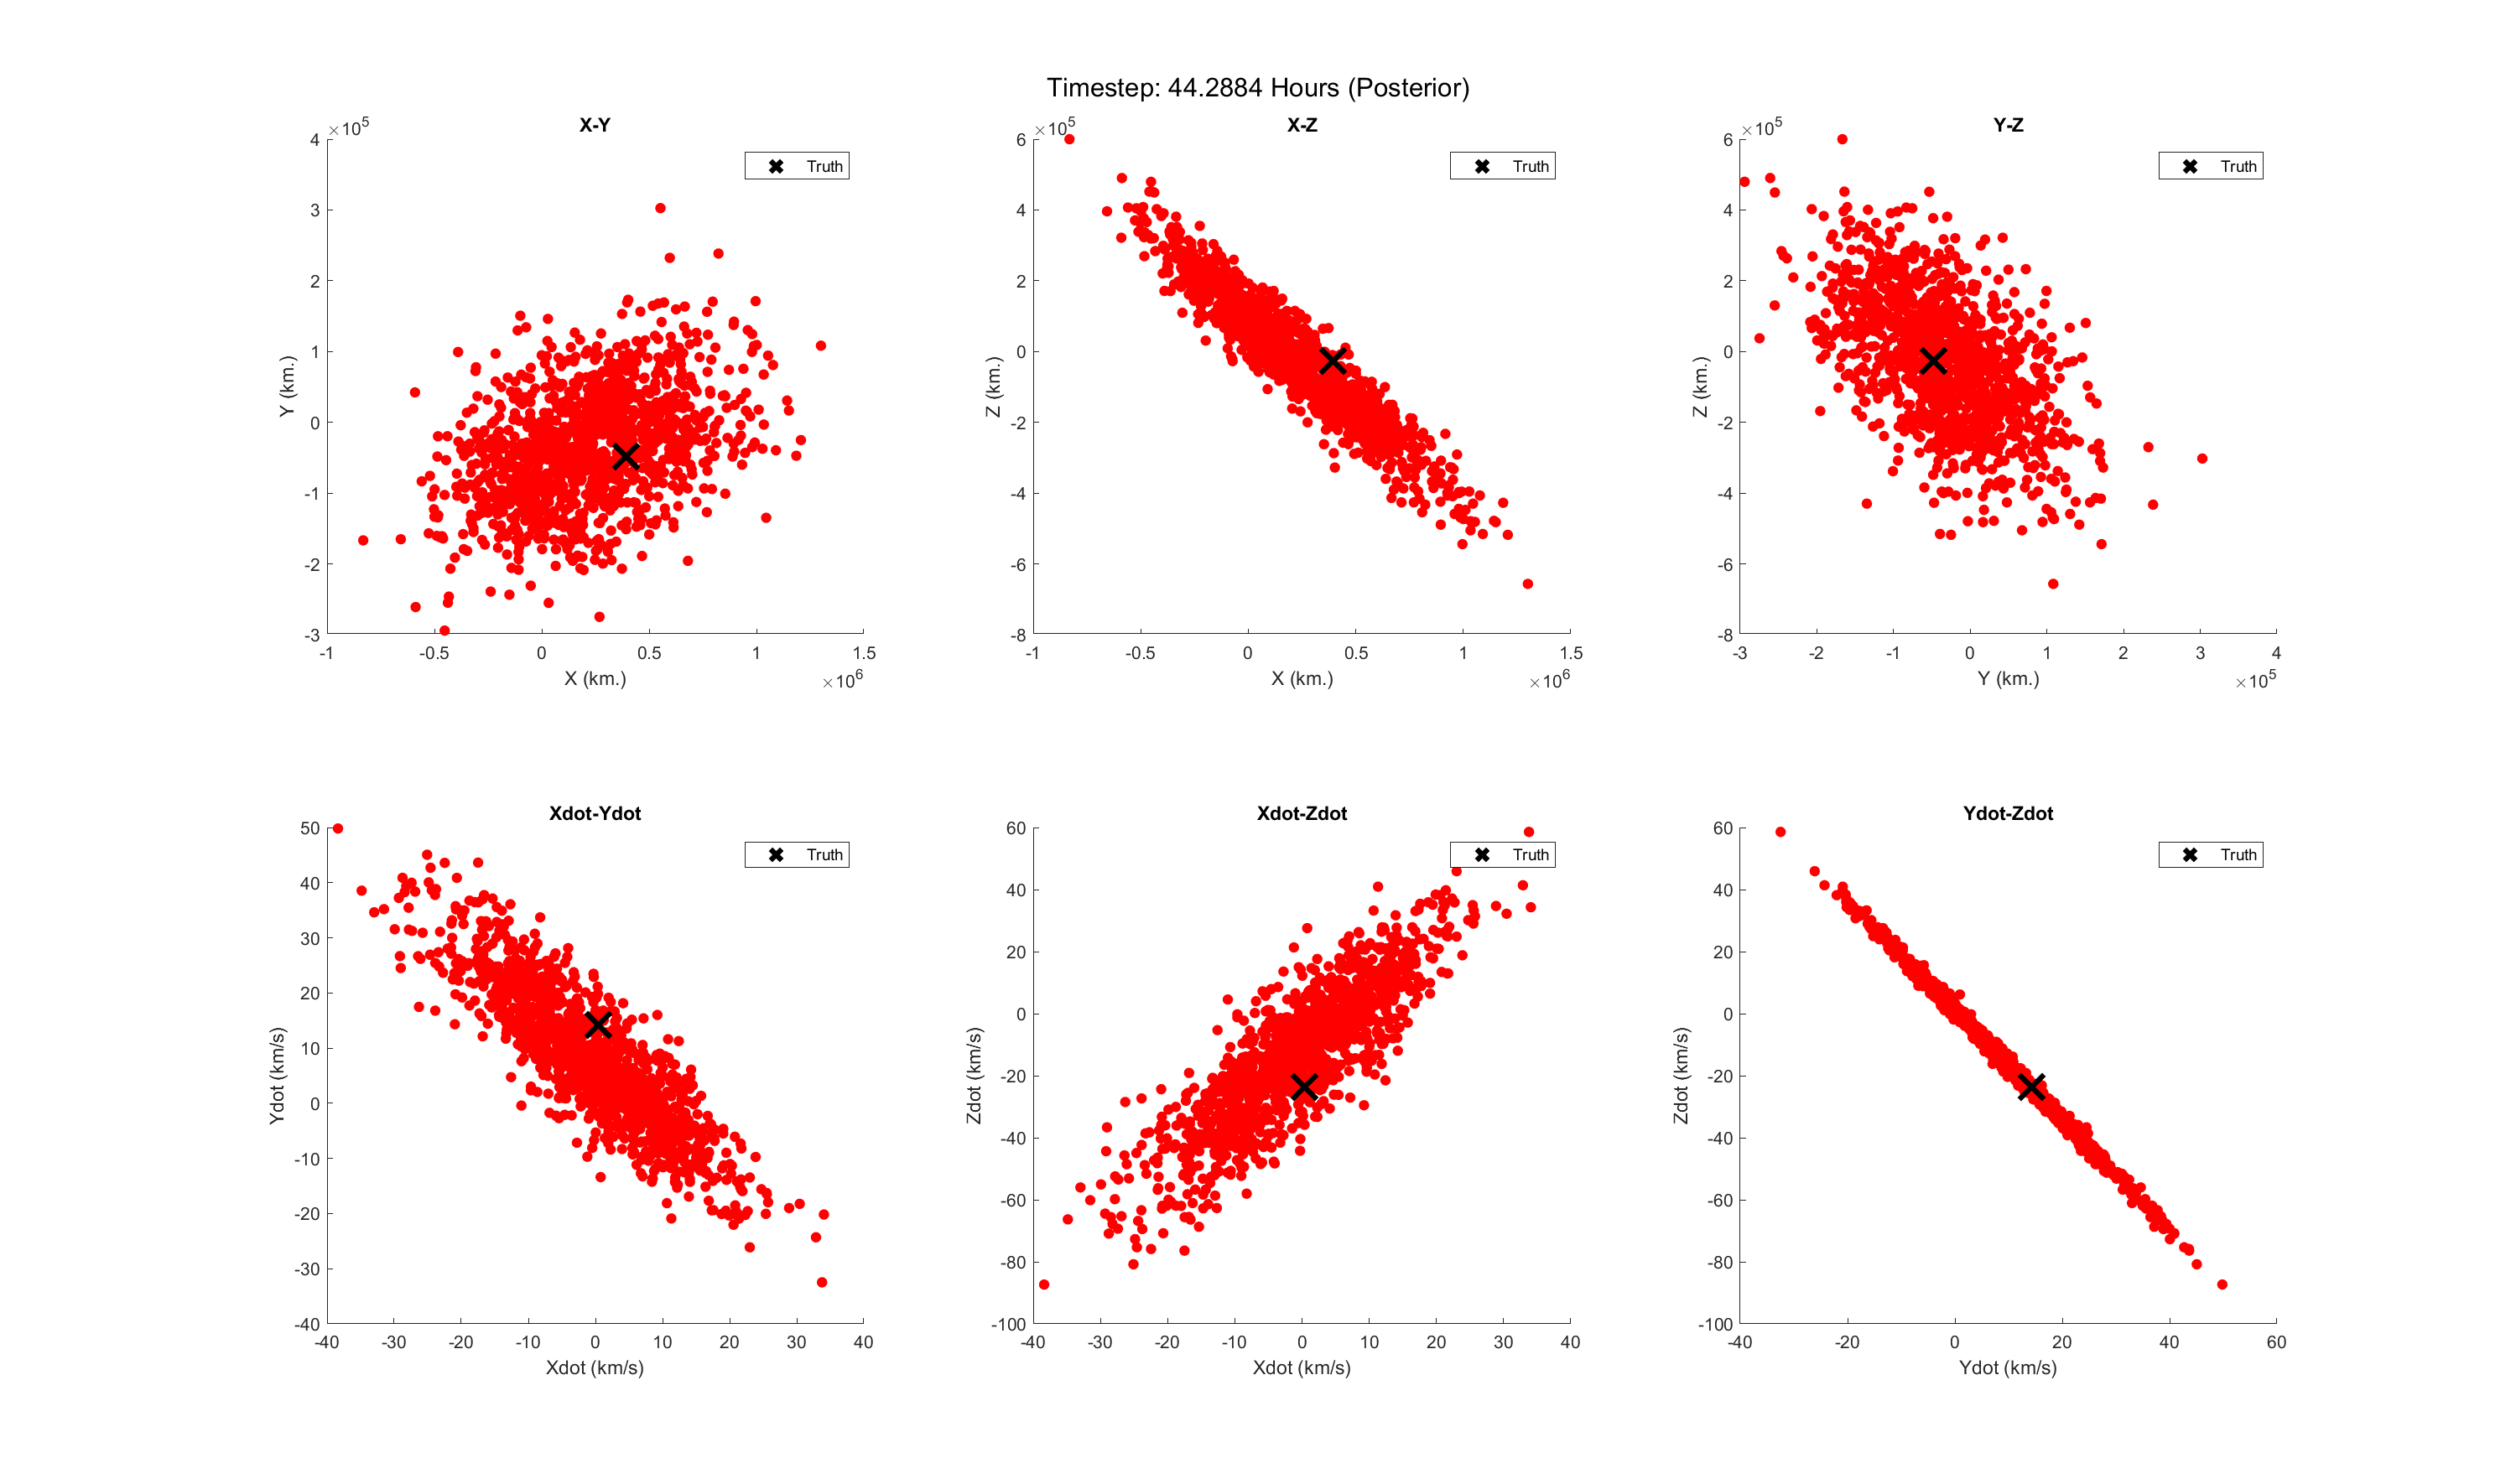 Timestep: 44.2884 Hours (Posterior)
X-Y
×10^5
4
3
2
1
0
-1
-2
-3
Y (km.)
Truth
-1 -0.5 0 0.5 1 1.5
X (km.)
×10^6
X-Z
×10^5
6
4
2
0
-2
-4
-6
-8
Z (km.)
Truth
-1 -0.5 0 0.5 1 1.5
X (km.)
×10^6
Y-Z
×10^5
6
4
2
0
-2
-4
-6
-8
Z (km.)
Truth
-3 -2 -1 0 1 2 3 4
Y (km.)
×10^5
Xdot-Ydot
50
40
30
20
10
0
-10
-20
-30
-40
Ydot (km/s)
Truth
-40 -30 -20 -10 0 10 20 30 40
Xdot (km/s)
Xdot-Zdot
60
40
20
0
-20
-40
-60
-80
-100
Zdot (km/s)
Truth
-40 -30 -20 -10 0 10 20 30 40
Xdot (km/s)
Ydot-Zdot
60
40
20
0
-20
-40
-60
-80
-100
Zdot (km/s)
Truth
-40 -20 0 20 40 60
Ydot (km/s)